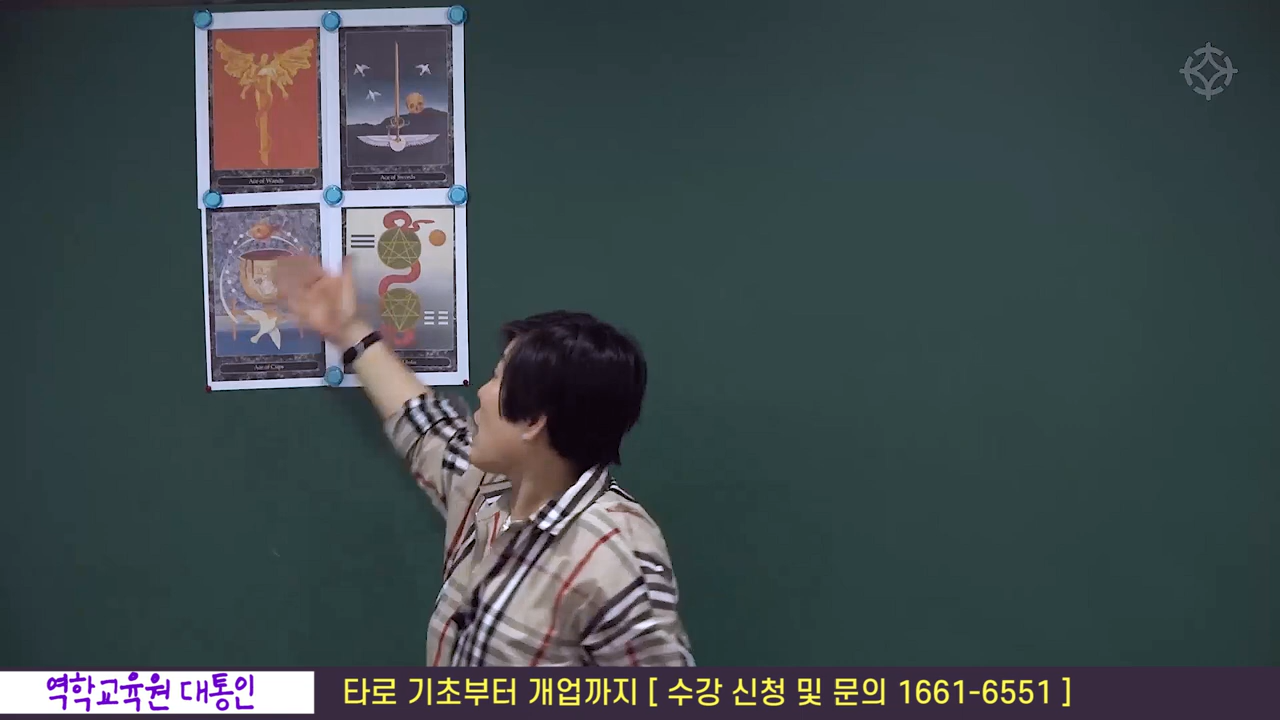 Ace of Wands
Ace of Swords
Ace of Cups
역학교육원 대통인
타로 기초부터 개업까지 [ 수강 신청 및 문의 1661-6551 ]